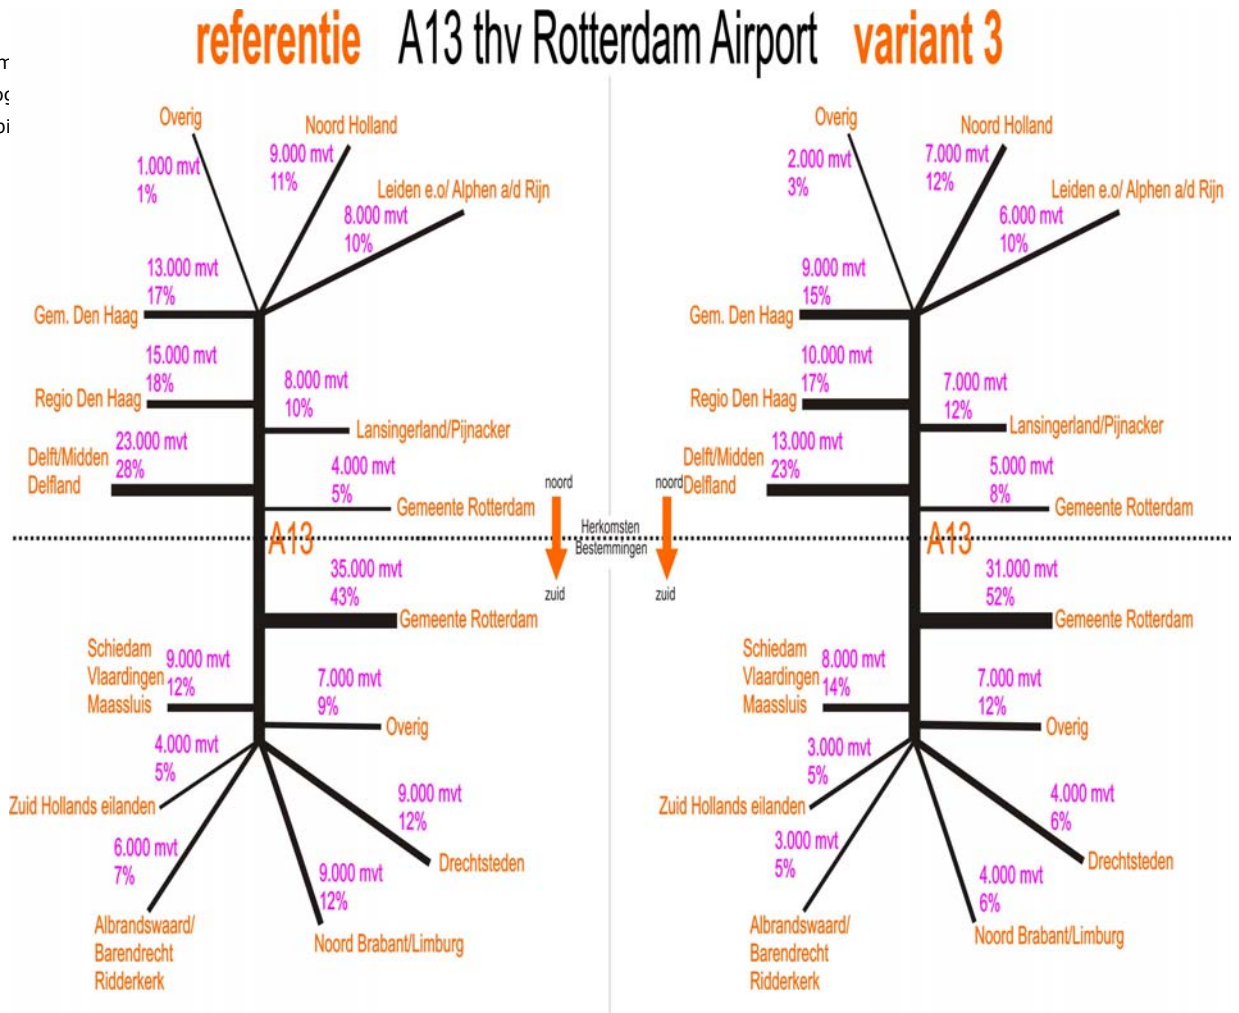 referentie A13 thv Rotterdam Airport variant 3
Overig
1.000 mvt
1%
9.000 mvt
11%
Noord Holland
Leiden e.o/ Alphen a/d Rijn
8.000 mvt
10%
13.000 mvt
17%
Gem. Den Haag
15.000 mvt
18%
Regio Den Haag
8.000 mvt
10%
Lansingerland/Pijnacker
23.000 mvt
28%
Delft/Midden
Delfland
4.000 mvt
5%
Gemeente Rotterdam
A13
35.000 mvt
43%
Gemeente Rotterdam
Schiedam
Vlaardingen
Maassluis
9.000 mvt
12%
7.000 mvt
9%
Overig
4.000 mvt
5%
Zuid Hollands eilanden
9.000 mvt
12%
Drechtsteden
6.000 mvt
7%
Albrandswaard/
Barendrecht
Ridderkerk
9.000 mvt
12%
Noord Brabant/Limburg
noord
Herkomsten
Bestemmingen
zuid
noord
zuid
Overig
2.000 mvt
3%
7.000 mvt
12%
Noord Holland
Leiden e.o/ Alphen a/d Rijn
6.000 mvt
10%
9.000 mvt
15%
Gem. Den Haag
10.000 mvt
17%
Regio Den Haag
7.000 mvt
12%
Lansingerland/Pijnacker
13.000 mvt
23%
Delft/Midden
Delfland
5.000 mvt
8%
Gemeente Rotterdam
A13
31.000 mvt
52%
Gemeente Rotterdam
Schiedam
Vlaardingen
Maassluis
8.000 mvt
14%
7.000 mvt
12%
Overig
3.000 mvt
5%
Zuid Hollands eilanden
4.000 mvt
6%
Drechtsteden
3.000 mvt
5%
Albrandswaard/
Barendrecht
Ridderkerk
4.000 mvt
6%
Noord Brabant/Limburg